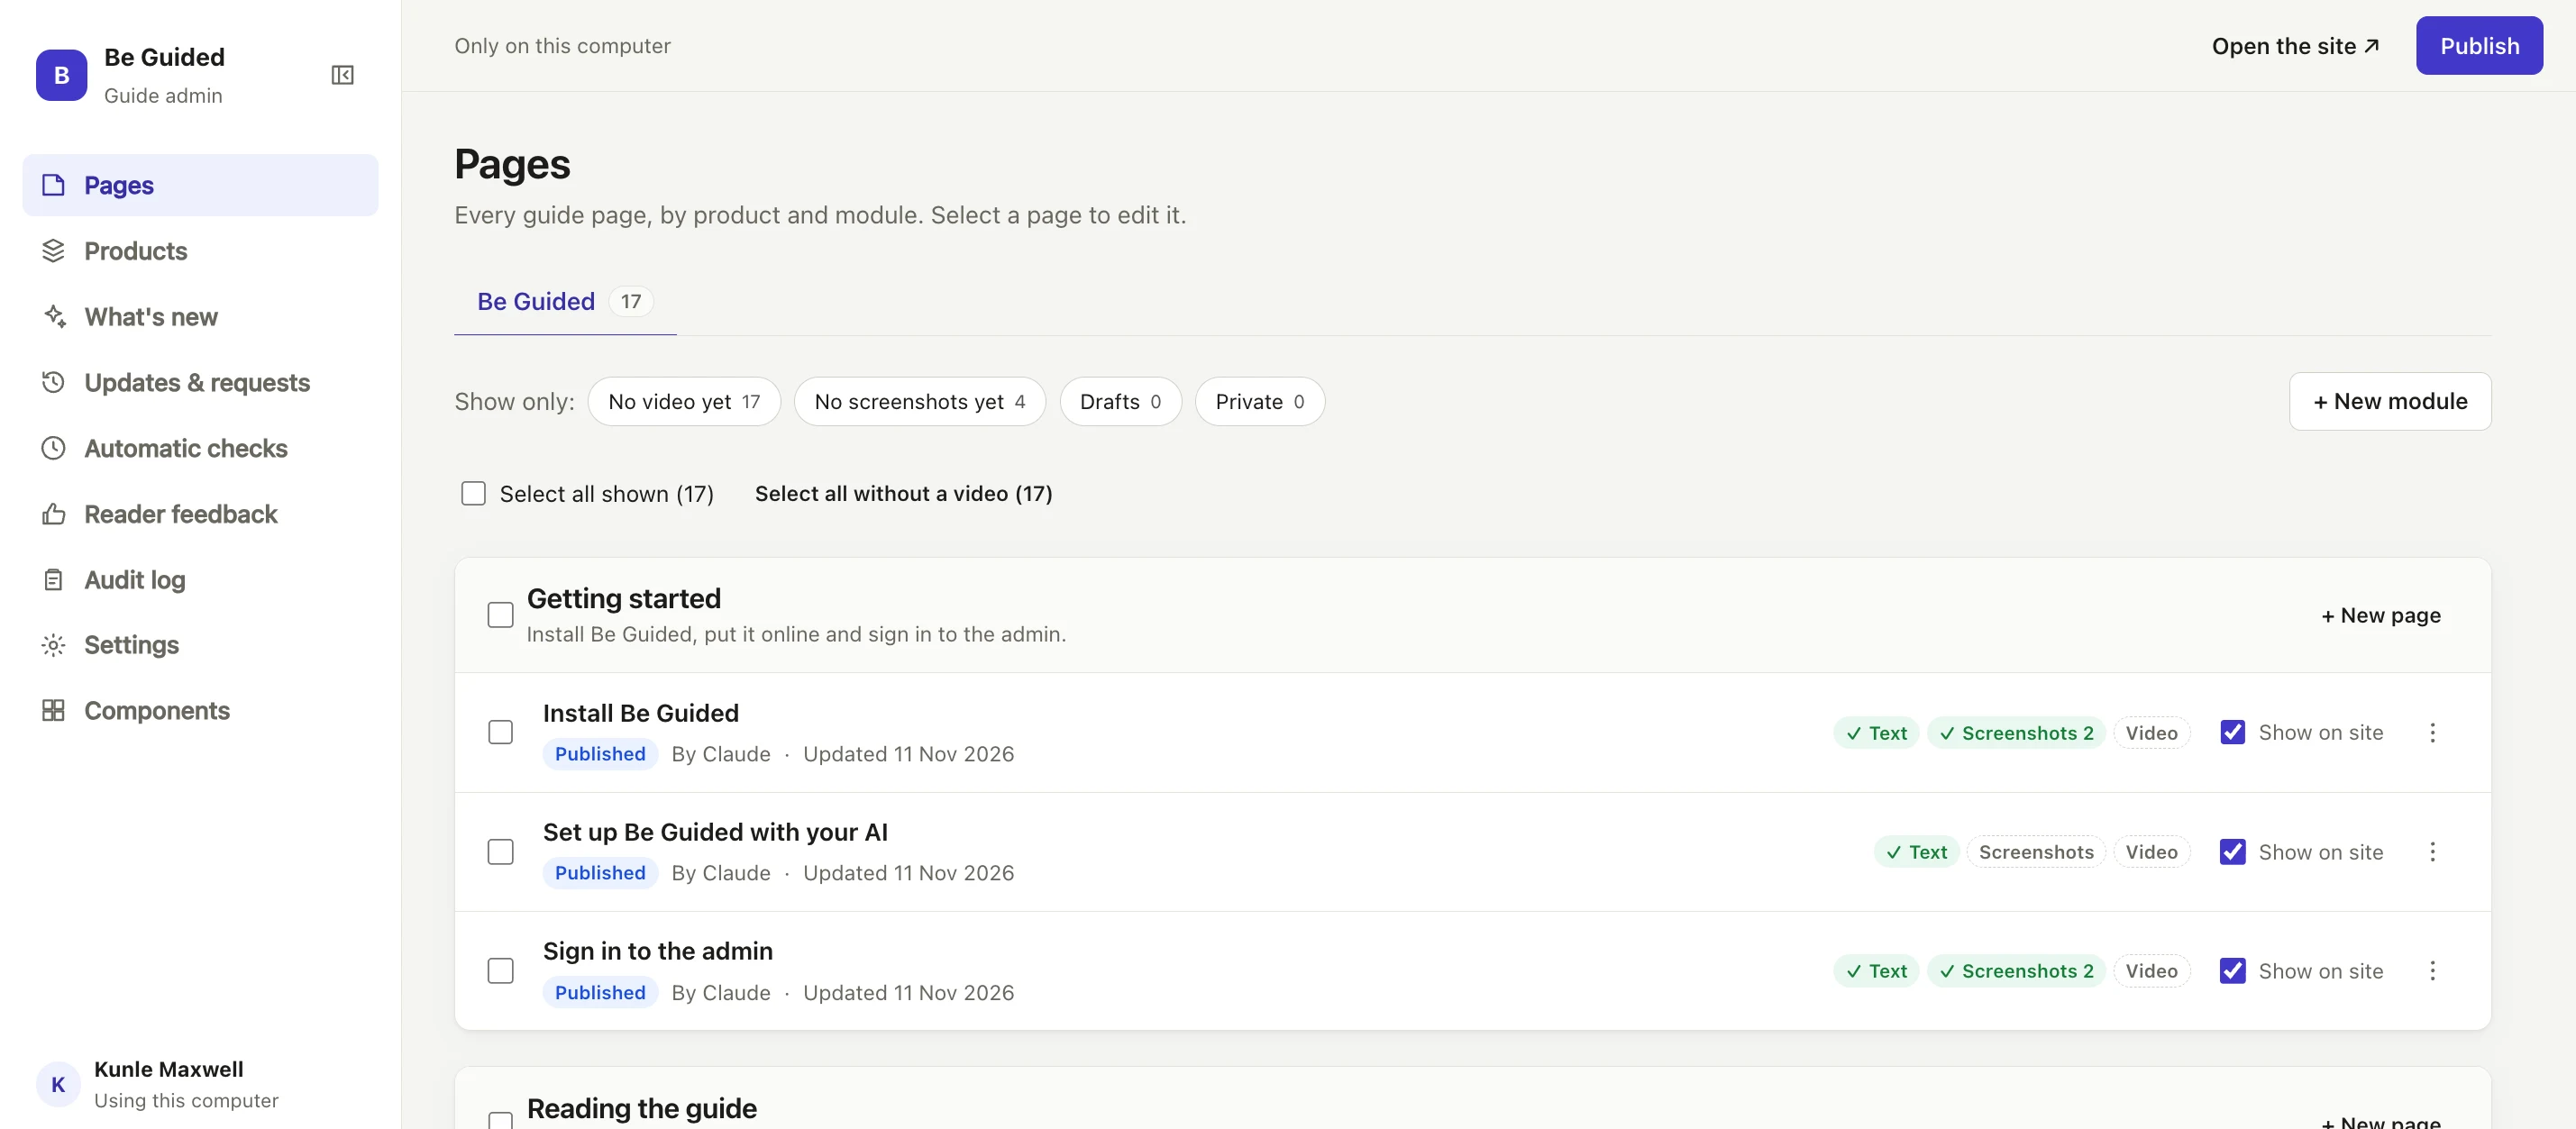 B
Be Guided
Guide admin
Pages
Products
What's new
Updates & requests
Automatic checks
Reader feedback
Audit log
Settings
Components
K
Kunle Maxwell
Using this computer
Only on this computer
Open the site ↗
Publish
Pages
Every guide page, by product and module. Select a page to edit it.
Be Guided 17
Show only: No video yet 17 No screenshots yet 4 Drafts 0 Private 0
+ New module
Select all shown (17) Select all without a video (17)
Getting started
Install Be Guided, put it online and sign in to the admin.
+ New page
Install Be Guided
Published By Claude · Updated 11 Nov 2026
✓ Text ✓ Screenshots 2 Video Show on site
Set up Be Guided with your AI
Published By Claude · Updated 11 Nov 2026
✓ Text Screenshots Video Show on site
Sign in to the admin
Published By Claude · Updated 11 Nov 2026
✓ Text ✓ Screenshots 2 Video Show on site
Reading the guide
+ New page